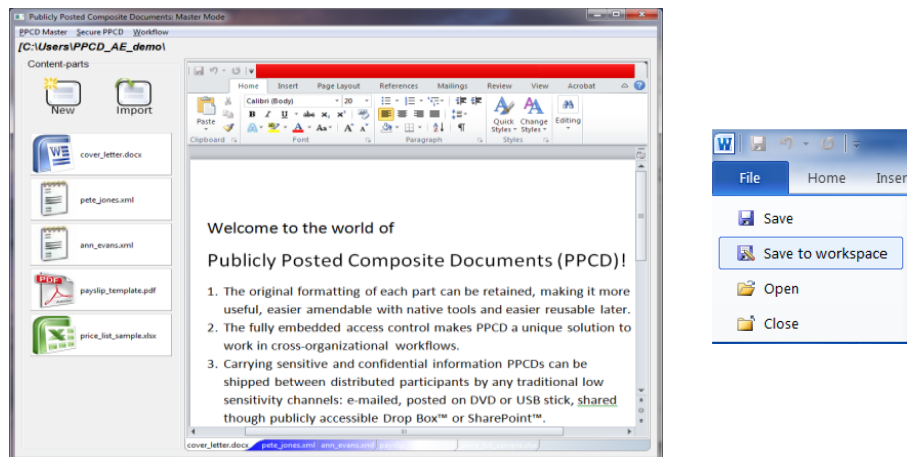 Publicly Posted Composite Documents: Master Mode
PPCD Master Secure PPCD Workflow
[C:\Users\PPCD_AE_demo\
Content-parts
New Import
cover_letter.docx
pete_jones.xml
ann_evans.xml
payslip_template.pdf
price_list_sample.xlsx
Home Insert Page Layout References Mailings Review View Acrobat
Calibri (Body) 20
Paste
Quick Styles Change Styles Editing
Clipboard Font Paragraph Styles
Welcome to the world of
Publicly Posted Composite Documents (PPCD)!
1. The original formatting of each part can be retained, making it more
useful, easier amendable with native tools and easier reusable later.
2. The fully embedded access control makes PPCD a unique solution to
work in cross-organizational workflows.
3. Carrying sensitive and confidential information PPCDs can be
shipped between distributed participants by any traditional low
sensitivity channels: e-mailed, posted on DVD or USB stick, shared
though publicly accessible Drop Box™ or SharePoint™.
cover_letter.docx pete_jones.xml ann_evans.xml
File Home Inser
Save
Save to workspace
Open
Close